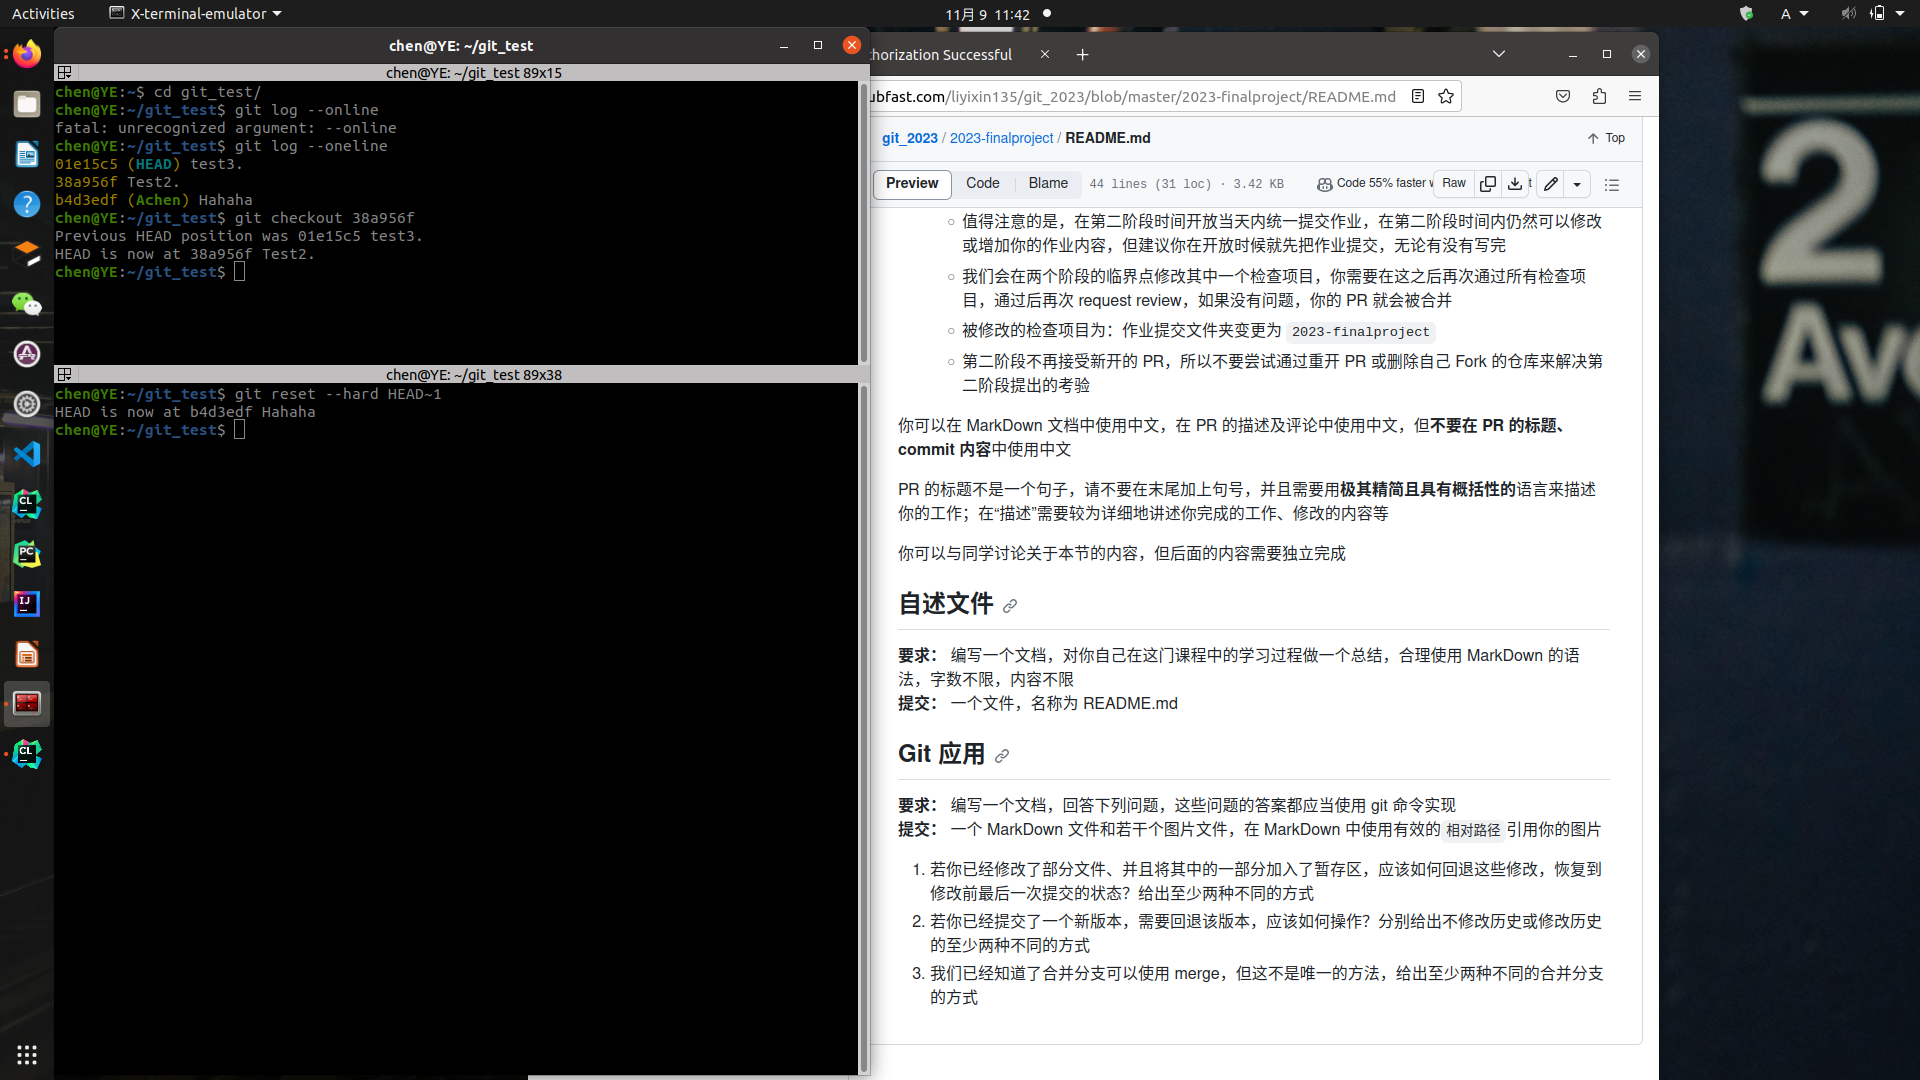 Activities
X-terminal-emulator
11月 9 11:42
A
chen@YE: ~/git_test
chen@YE: ~/git_test 89x15
chen@YE:~$ cd git_test/
chen@YE:~/git_test$ git log --online
fatal: unrecognized argument: --online
chen@YE:~/git_test$ git log --oneline
01e15c5 (HEAD) test3.
38a956f Test2.
b4d3edf (Achen) Hahaha
chen@YE:~/git_test$ git checkout 38a956f
Previous HEAD position was 01e15c5 test3.
HEAD is now at 38a956f Test2.
chen@YE:~/git_test$
chen@YE: ~/git_test 89x38
chen@YE:~/git_test$ git reset --hard HEAD~1
HEAD is now at b4d3edf Hahaha
chen@YE:~/git_test$
thorization Successful
ubfast.com/liyixin135/git_2023/blob/master/2023-finalproject/README.md
git_2023 / 2023-finalproject / README.md
Top
Preview Code Blame 44 lines (31 loc) · 3.42 KB Code 55% faster w Raw t
值得注意的是，在第二阶段时间开放当天内统一提交作业，在第二阶段时间内仍然可以修改
或增加你的作业内容，但建议你在开放时候就先把作业提交，无论有没有写完
我们会在两个阶段的临界点修改其中一个检查项目，你需要在这之后再次通过所有检查项
目，通过后再次 request review，如果没有问题，你的 PR 就会被合并
被修改的检查项目为：作业提交文件夹变更为 2023-finalproject
第二阶段不再接受新开的 PR，所以不要尝试通过重开 PR 或删除自己 Fork 的仓库来解决第
二阶段提出的考验
你可以在 MarkDown 文档中使用中文，在 PR 的描述及评论中使用中文，但不要在 PR 的标题、
commit 内容中使用中文
PR 的标题不是一个句子，请不要在末尾加上句号，并且需要用极其精简且具有概括性的语言来描述
你的工作；在“描述”需要较为详细地讲述你完成的工作、修改的内容等
你可以与同学讨论关于本节的内容，但后面的内容需要独立完成
自述文件
要求： 编写一个文档，对你自己在这门课程中的学习过程做一个总结，合理使用 MarkDown 的语
法，字数不限，内容不限
提交： 一个文件，名称为 README.md
Git 应用
要求： 编写一个文档，回答下列问题，这些问题的答案都应当使用 git 命令实现
提交： 一个 MarkDown 文件和若干个图片文件，在 MarkDown 中使用有效的 相对路径 引用你的图片
1. 若你已经修改了部分文件、并且将其中的一部分加入了暂存区，应该如何回退这些修改，恢复到
修改前最后一次提交的状态？给出至少两种不同的方式
2. 若你已经提交了一个新版本，需要回退该版本，应该如何操作？分别给出不修改历史或修改历史
的至少两种不同的方式
3. 我们已经知道了合并分支可以使用 merge，但这不是唯一的方法，给出至少两种不同的合并分支
的方式
2
Ave
CL
PC
IJ
CL